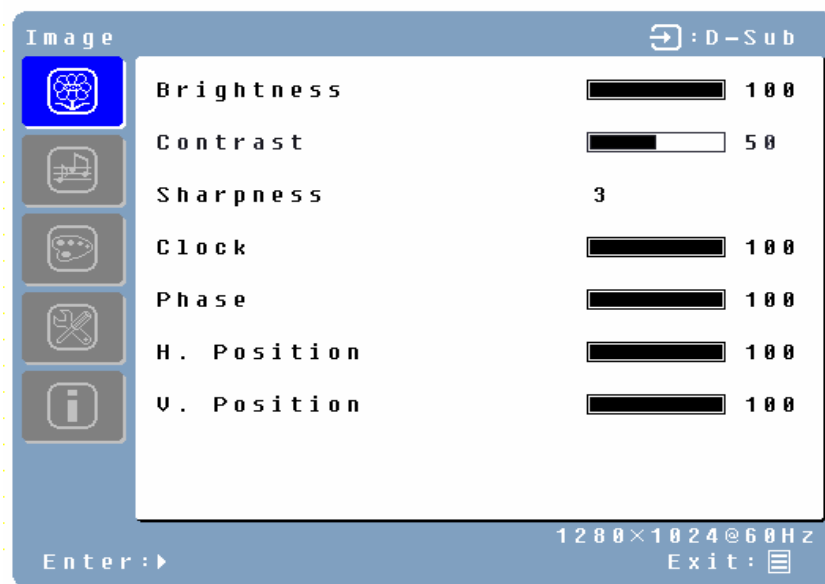 Image :D-Sub
Brightness 100
Contrast 50
Sharpness 3
Clock 100
Phase 100
H. Position 100
V. Position 100
1280×1024@60Hz
Enter: Exit: